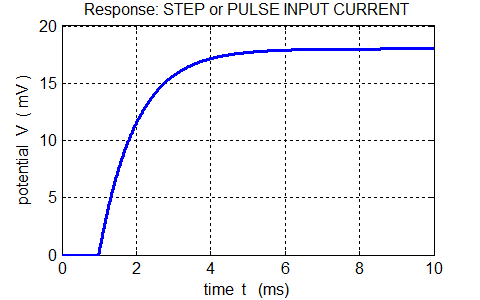 Response: STEP or PULSE INPUT CURRENT
20
15
10
5
0
potential V ( mV )
0 2 4 6 8 10
time t (ms)